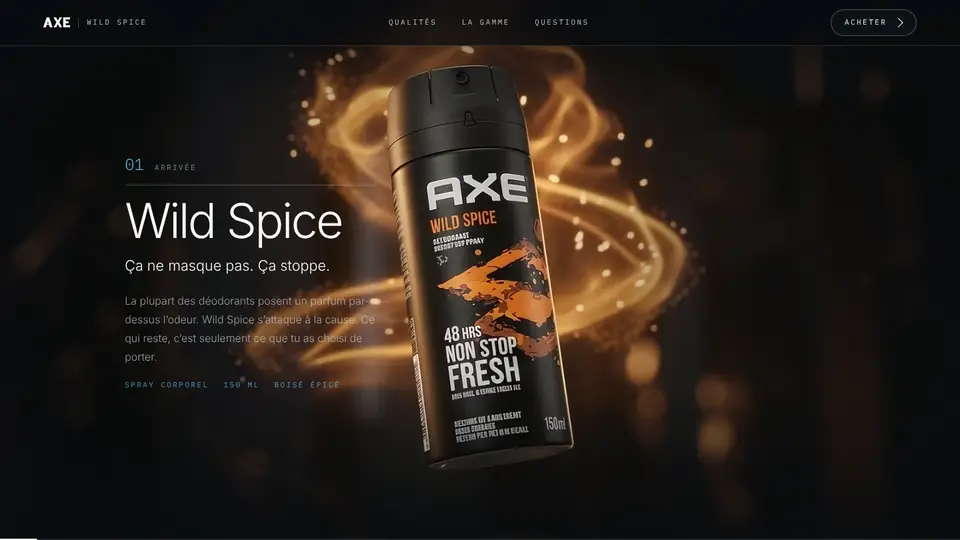 AXE | WILD SPICE
QUALITÉS
LA GAMME
QUESTIONS
ACHETER
01 ARRIVÉE
Wild Spice
Ça ne masque pas. Ça stoppe.
La plupart des déodorants posent un parfum par-
dessus l'odeur. Wild Spice s'attaque à la cause. Ce
qui reste, c'est seulement ce que tu as choisi de
porter.
SPRAY CORPOREL 150 ML BOISÉ ÉPICÉ
AXE
WILD SPICE
48 HRS
NON STOP
FRESH
150ml